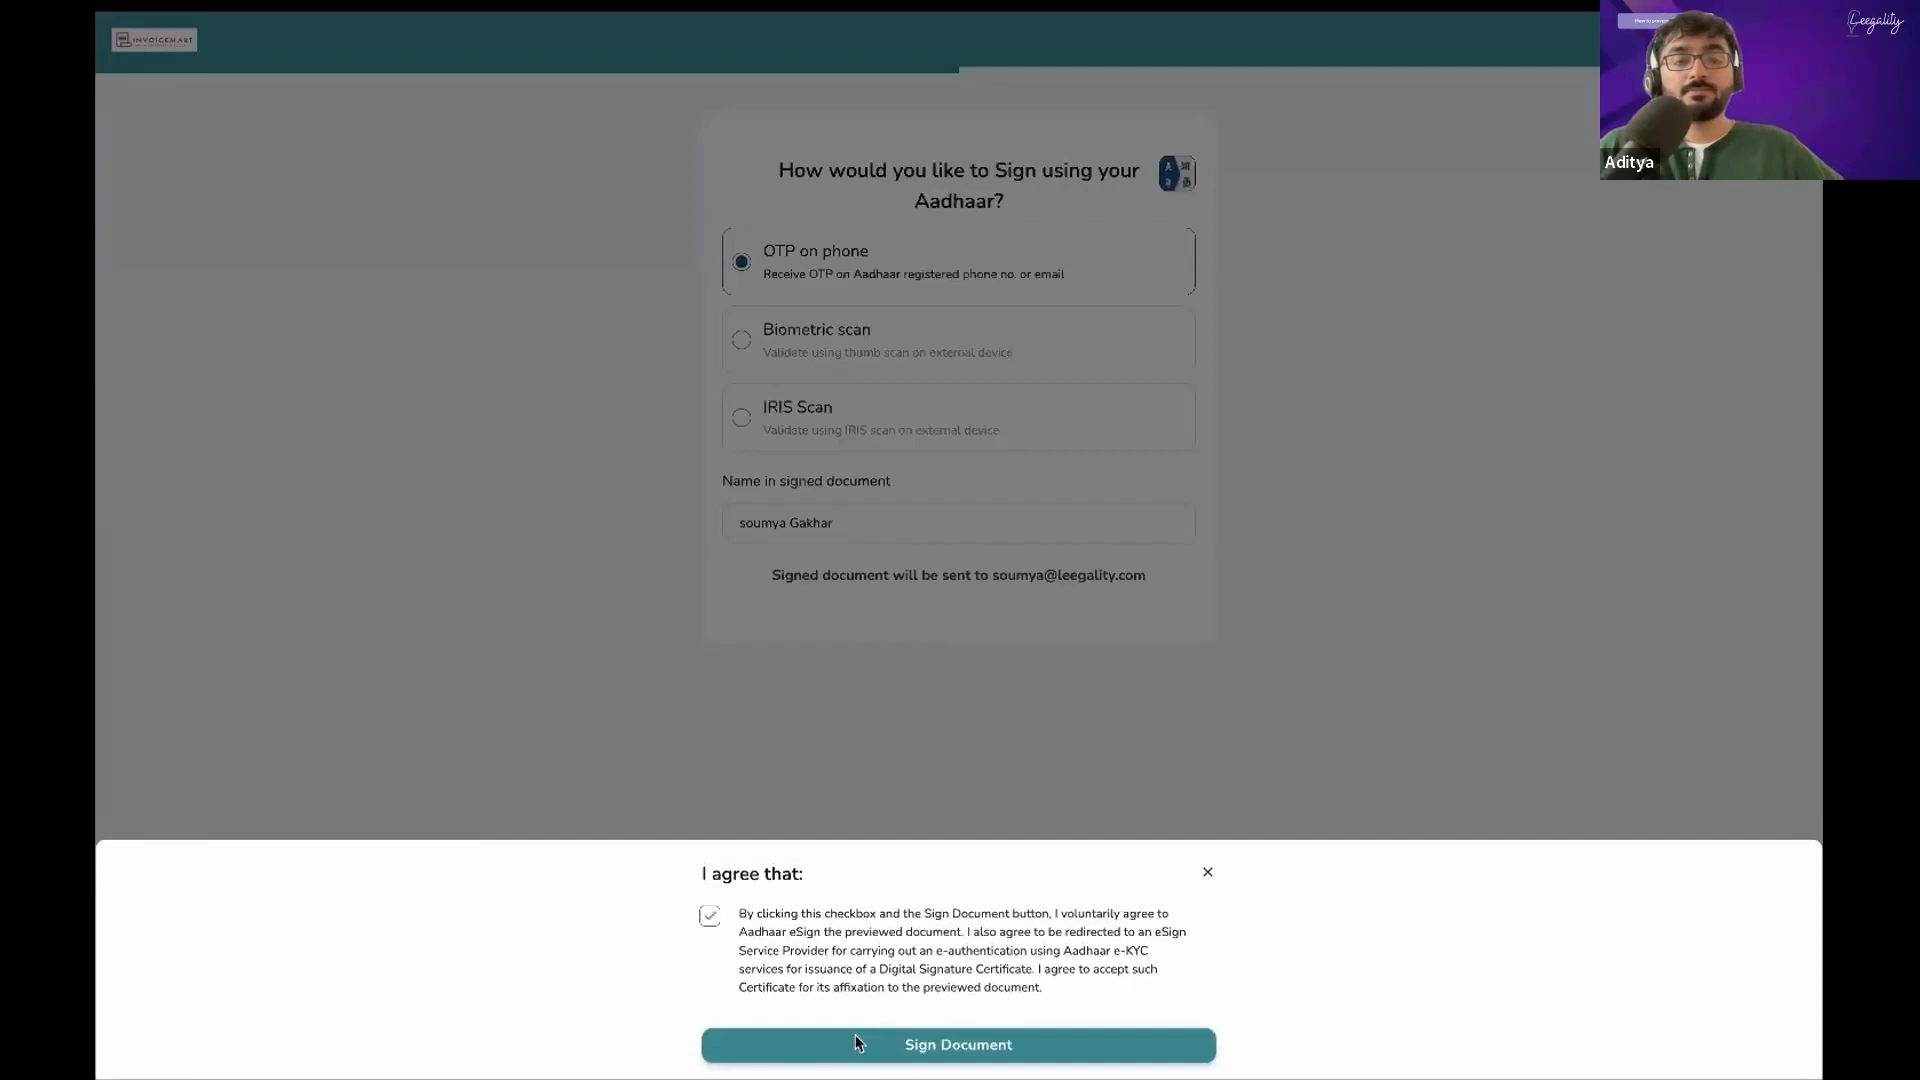 INVOICEMART
Leegality
Aditya
How would you like to Sign using your
Aadhaar?
OTP on phone
Receive OTP on Aadhaar registered phone no. or email
Biometric scan
Validate using thumb scan on external device
IRIS Scan
Validate using IRIS scan on external device
Name in signed document
soumya Gakhar
Signed document will be sent to soumya@leegality.com
I agree that:
By clicking this checkbox and the Sign Document button, I voluntarily agree to
Aadhaar eSign the previewed document. I also agree to be redirected to an eSign
Service Provider for carrying out an e-authentication using Aadhaar e-KYC
services for issuance of a Digital Signature Certificate. I agree to accept such
Certificate for its affixation to the previewed document.
Sign Document